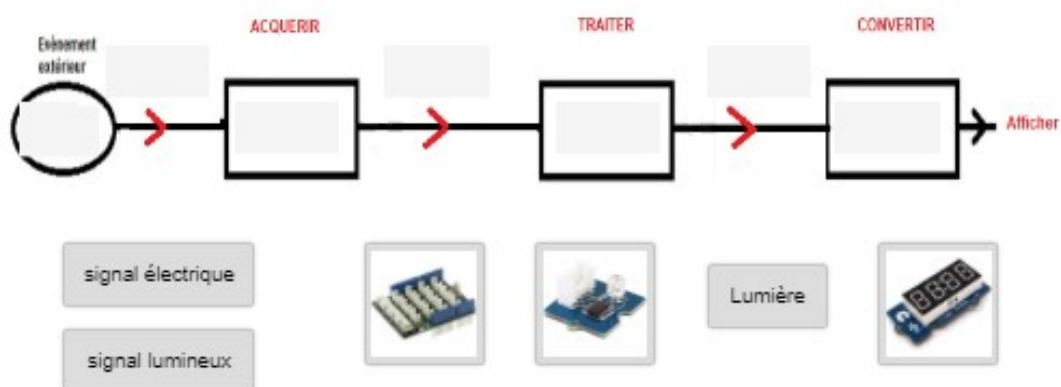 ACQUERIR
TRAITER
CONVERTIR
Evènement
extérieur
Afficher
signal électrique
Lumière
signal lumineux